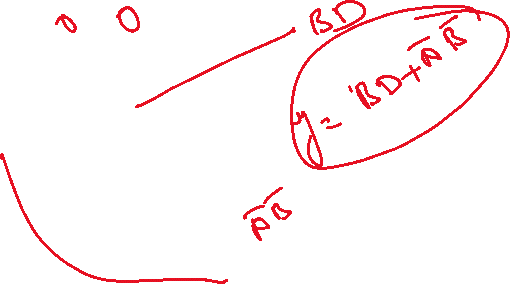 0 0
BD
y = BD + A̅ B̅
A̅ B̅